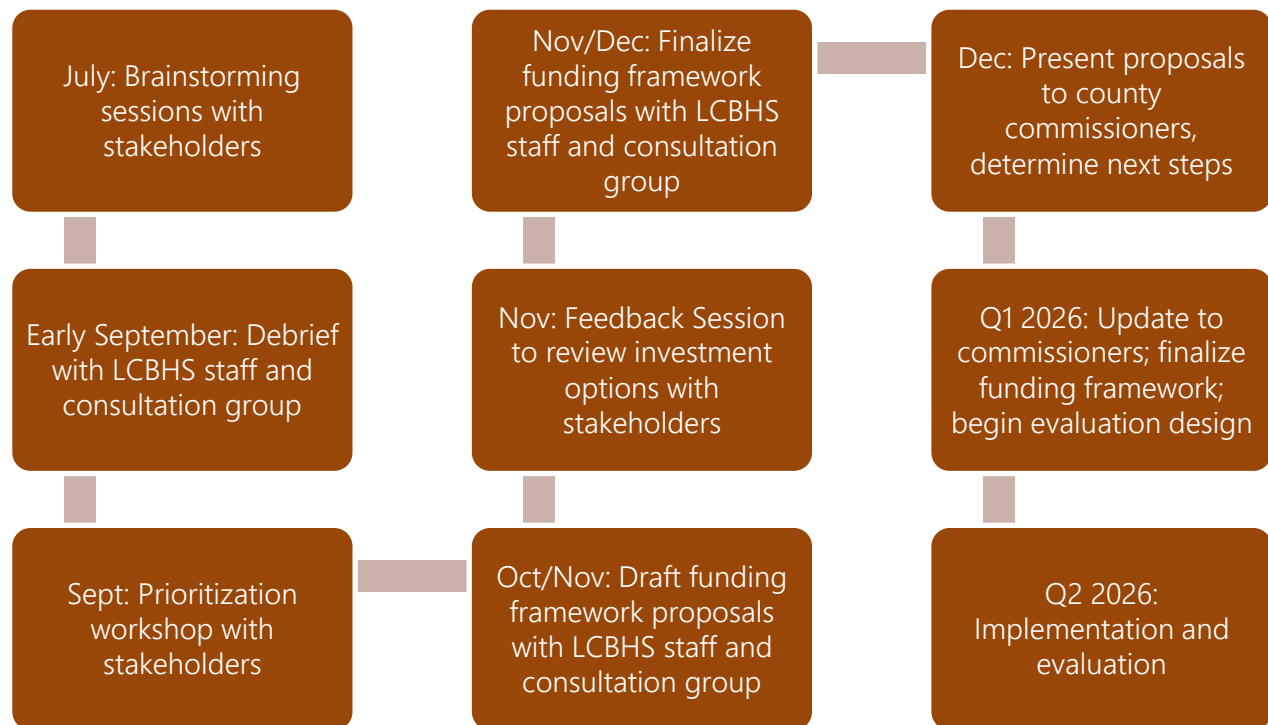 July: Brainstorming
sessions with
stakeholders
Early September: Debrief
with LCBHS staff and
consultation group
Sept: Prioritization
workshop with
stakeholders
Oct/Nov: Draft funding
framework proposals
with LCBHS staff and
consultation group
Nov: Feedback Session
to review investment
options with
stakeholders
Nov/Dec: Finalize
funding framework
proposals with LCBHS
staff and consultation
group
Dec: Present proposals
to county
commissioners,
determine next steps
Q1 2026: Update to
commissioners; finalize
funding framework;
begin evaluation design
Q2 2026:
Implementation and
evaluation